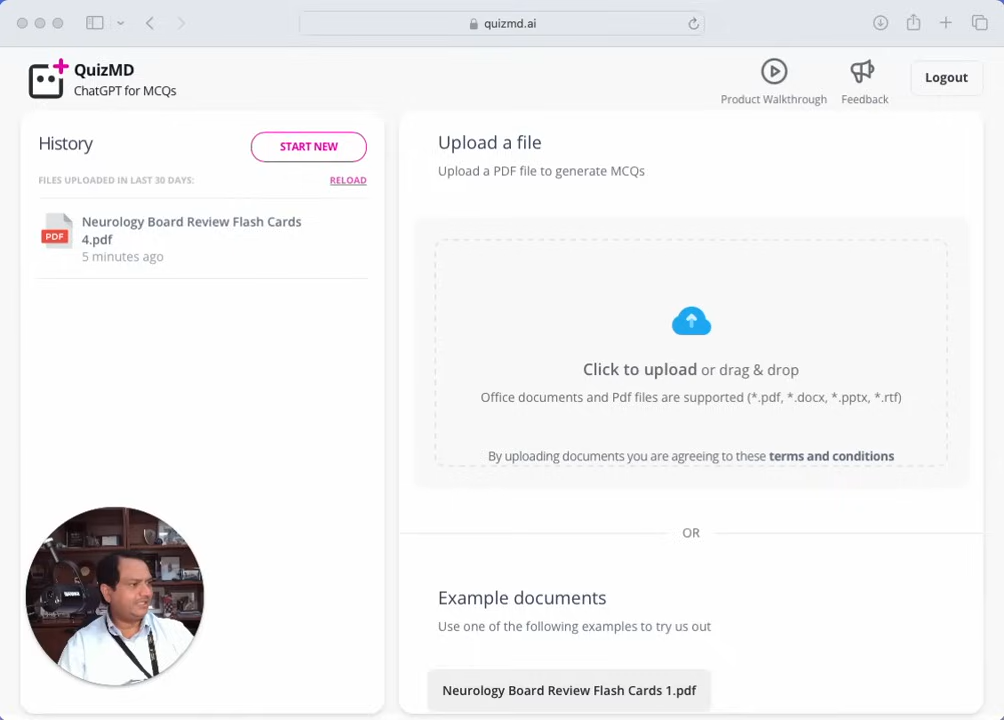 quizmd.ai
QuizMD
ChatGPT for MCQs
Product Walkthrough
Feedback
Logout
History
START NEW
FILES UPLOADED IN LAST 30 DAYS:
RELOAD
PDF
Neurology Board Review Flash Cards
4.pdf
5 minutes ago
Upload a file
Upload a PDF file to generate MCQs
Click to upload or drag & drop
Office documents and Pdf files are supported (*.pdf, *.docx, *.pptx, *.rtf)
By uploading documents you are agreeing to these terms and conditions
OR
Example documents
Use one of the following examples to try us out
Neurology Board Review Flash Cards 1.pdf